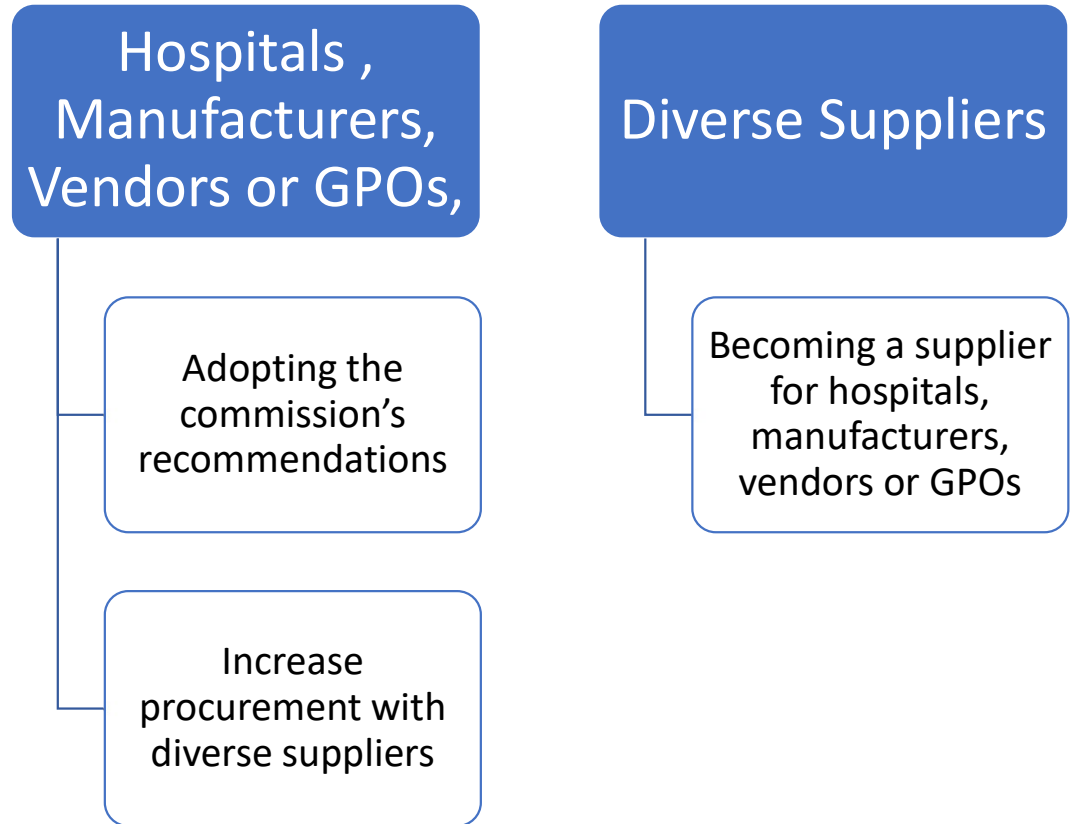 Hospitals ,
Manufacturers,
Vendors or GPOs,
Adopting the
commission’s
recommendations
Increase
procurement with
diverse suppliers
Diverse Suppliers
Becoming a supplier
for hospitals,
manufacturers,
vendors or GPOs